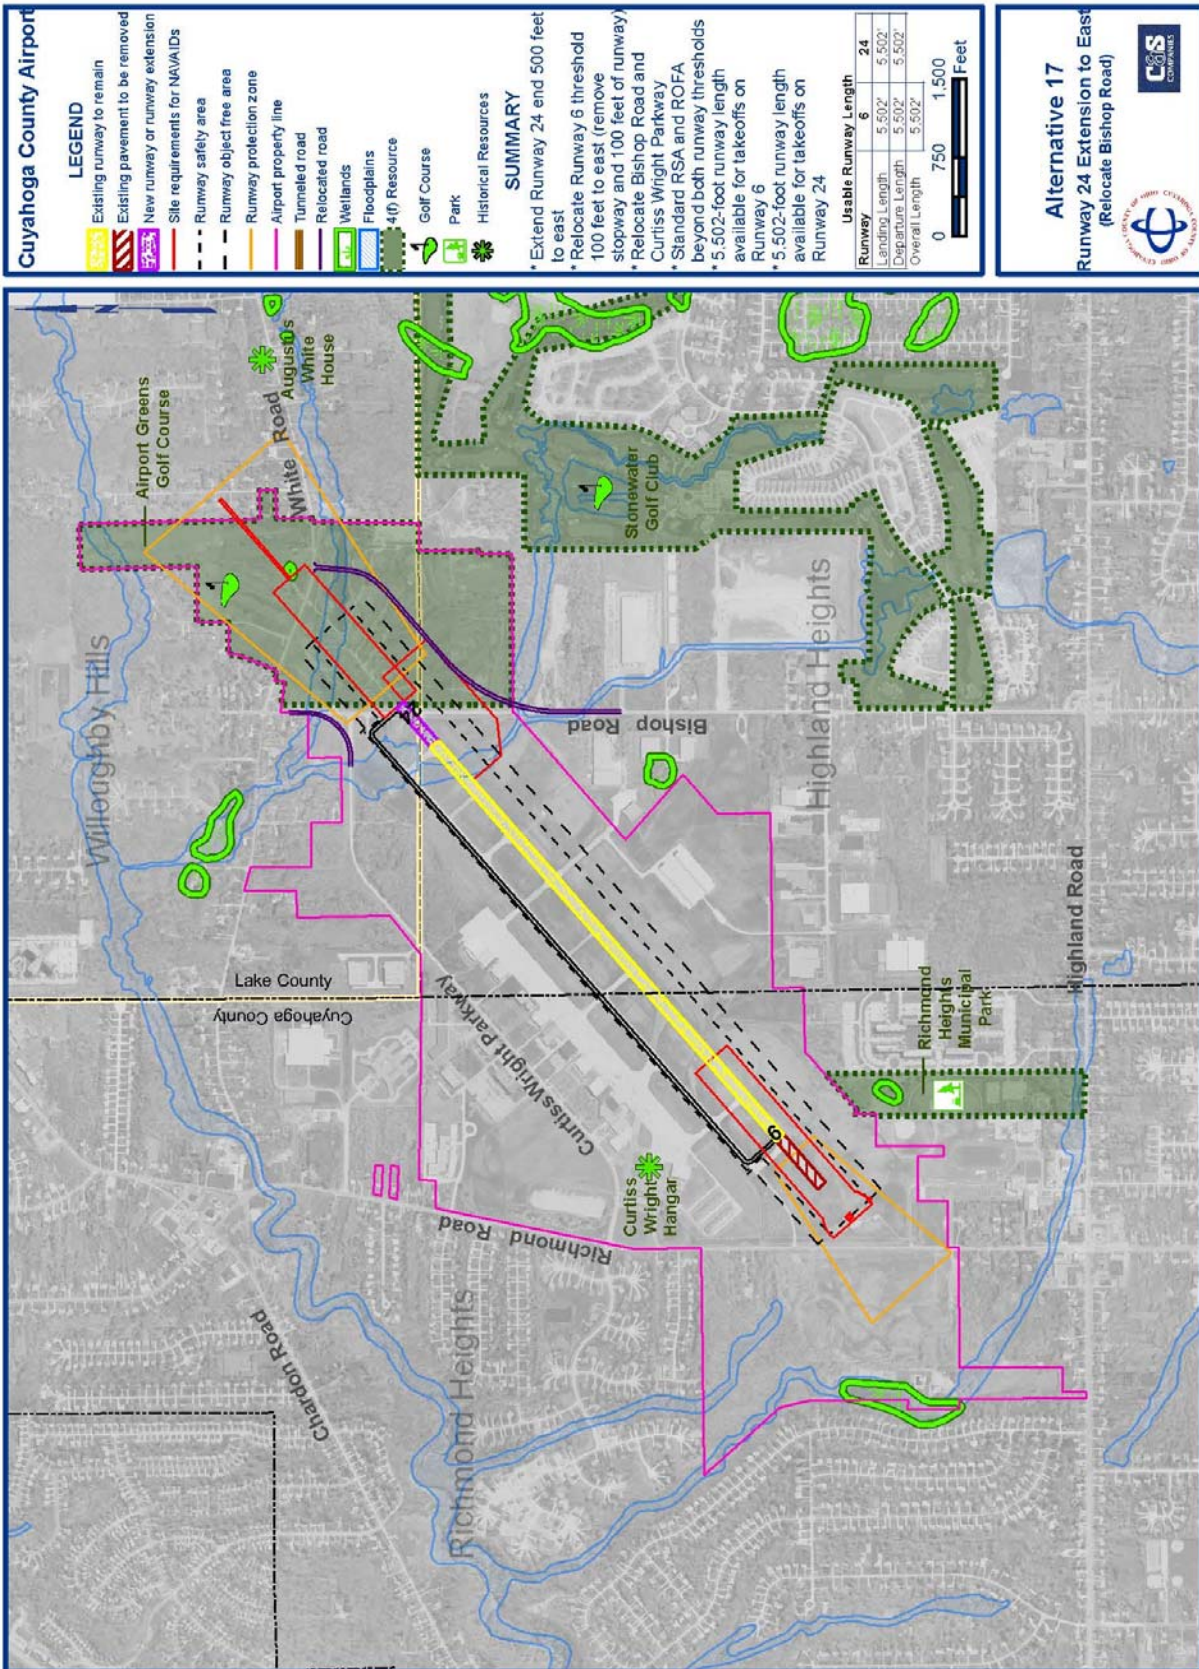 Cuyahoga County Airport
LEGEND
Existing runway to remain
Existing pavement to be removed
New runway or runway extension
Site requirements for NAVAIDs
Runway safety area
Runway object free area
Runway protection zone
Airport property line
Tunneled road
Relocated road
Wetlands
Floodplains
4(f) Resource
Golf Course
Park
Historical Resources
SUMMARY
* Extend Runway 24 end 500 feet
to east
* Relocate Runway 6 threshold
100 feet to east (remove
stopway and 100 feet of runway)
* Relocate Bishop Road and
Curtiss Wright Parkway
* Standard RSA and ROFA
beyond both runway thresholds
* 5,502-foot runway length
available for takeoffs on
Runway 6
* 5,502-foot runway length
available for takeoffs on
Runway 24
Usable Runway Length
Runway 6 24
Landing Length 5,502' 5,502'
Departure Length 5,502' 5,502'
Overall Length 5,502'
0 750 1,500
Feet
Alternative 17
Runway 24 Extension to East
(Relocate Bishop Road)
C&S
COMPANIES
N
Willoughby Hills
Airport Greens
Golf Course
White Road
Augustus
White
House
Stonewater
Golf Club
Highland Heights
Bishop Road
24
Lake County
Cuyahoga County
Curtiss Wright Parkway
Highland Road
Richmond
Heights
Municipal
Park
6
Curtiss
Wright
Hangar
Richmond Road
Richmond Heights
Chardon Road